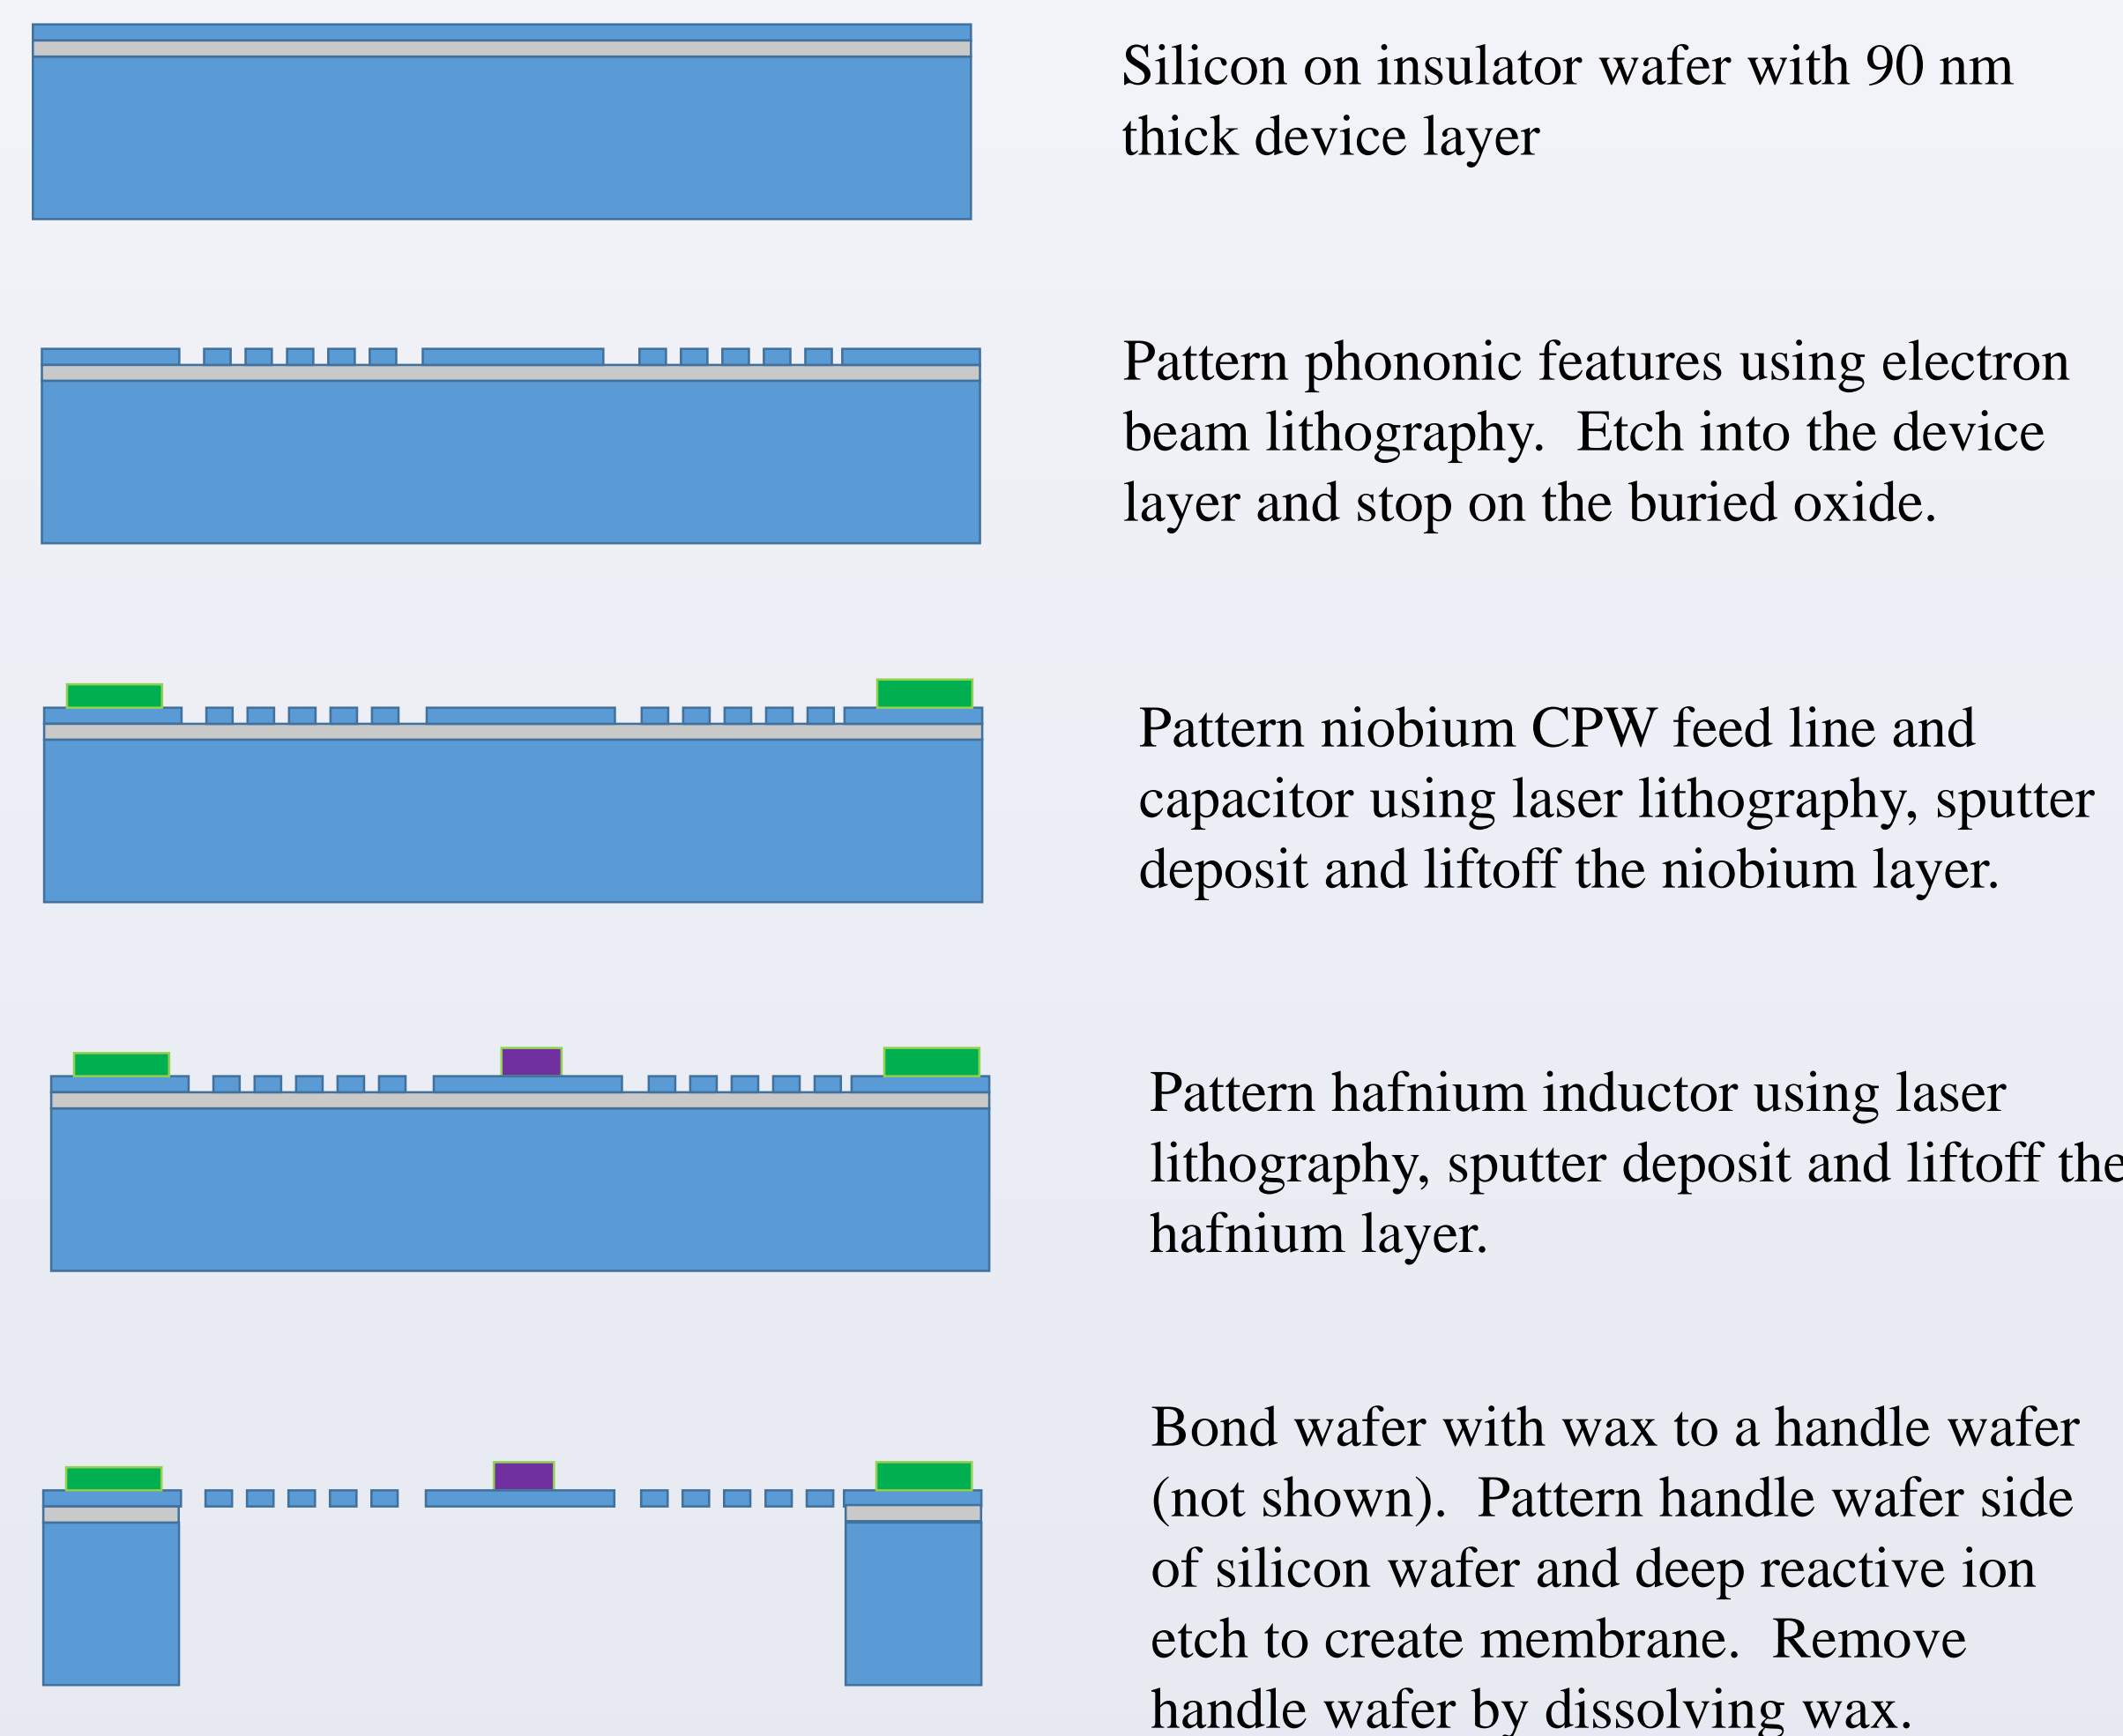 Silicon on insulator wafer with 90 nm
thick device layer
Pattern phononic features using electron
beam lithography.  Etch into the device
layer and stop on the buried oxide.
Pattern niobium CPW feed line and
capacitor using laser lithography, sputter
deposit and liftoff the niobium layer.
Pattern hafnium inductor using laser
lithography, sputter deposit and liftoff the
hafnium layer.
Bond wafer with wax to a handle wafer
(not shown).  Pattern handle wafer side
of silicon wafer and deep reactive ion
etch to create membrane.  Remove
handle wafer by dissolving wax.